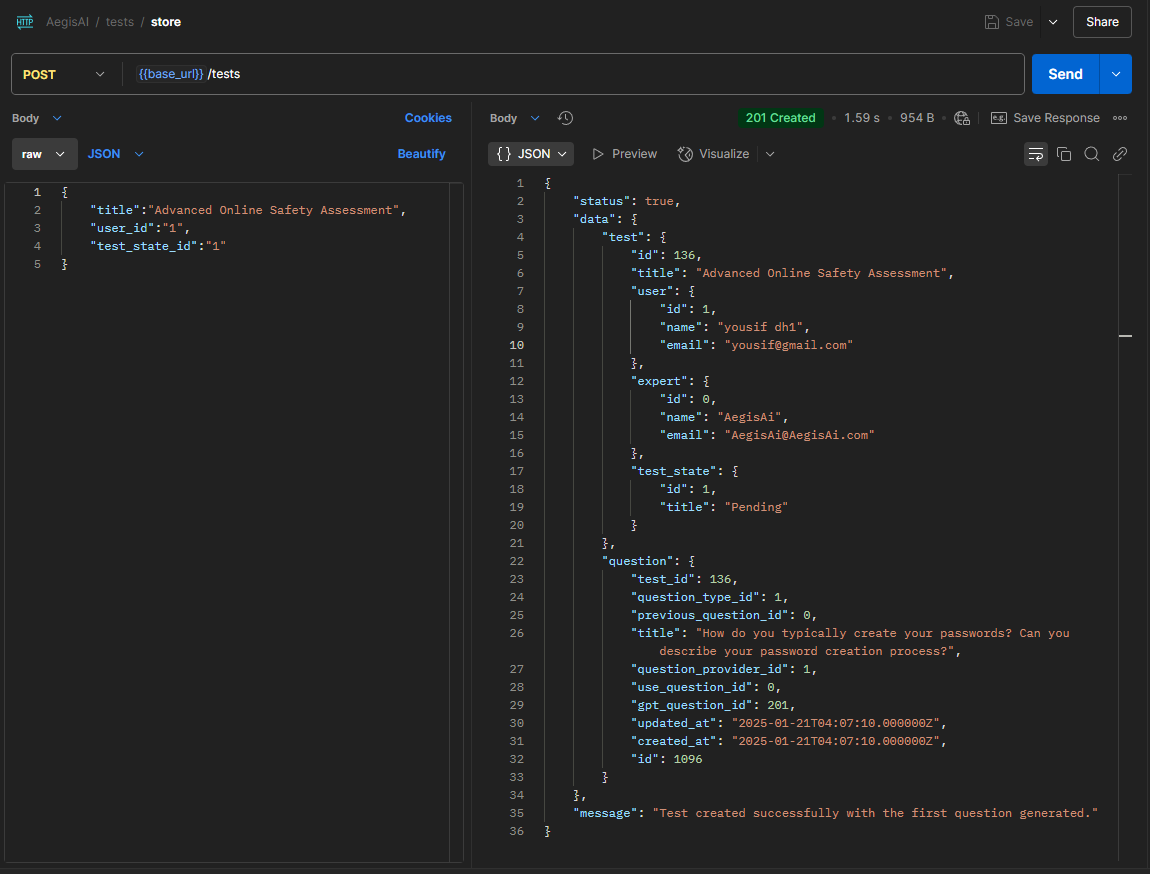 HTTP AegisAI / tests / store Save Share
POST {{base_url}} /tests Send
Body Cookies
raw JSON Beautify
1 {
2 "title":"Advanced Online Safety Assessment",
3 "user_id":"1",
4 "test_state_id":"1"
5 }
Body 201 Created • 1.59 s • 954 B • e.g. Save Response
{} JSON Preview Visualize
1 {
2 "status": true,
3 "data": {
4 "test": {
5 "id": 136,
6 "title": "Advanced Online Safety Assessment",
7 "user": {
8 "id": 1,
9 "name": "yousif dh1",
10 "email": "yousif@gmail.com"
11 },
12 "expert": {
13 "id": 0,
14 "name": "AegisAi",
15 "email": "AegisAi@AegisAi.com"
16 },
17 "test_state": {
18 "id": 1,
19 "title": "Pending"
20 }
21 },
22 "question": {
23 "test_id": 136,
24 "question_type_id": 1,
25 "previous_question_id": 0,
26 "title": "How do you typically create your passwords? Can you
describe your password creation process?",
27 "question_provider_id": 1,
28 "use_question_id": 0,
29 "gpt_question_id": 201,
30 "updated_at": "2025-01-21T04:07:10.000000Z",
31 "created_at": "2025-01-21T04:07:10.000000Z",
32 "id": 1096
33 }
34 },
35 "message": "Test created successfully with the first question generated."
36 }